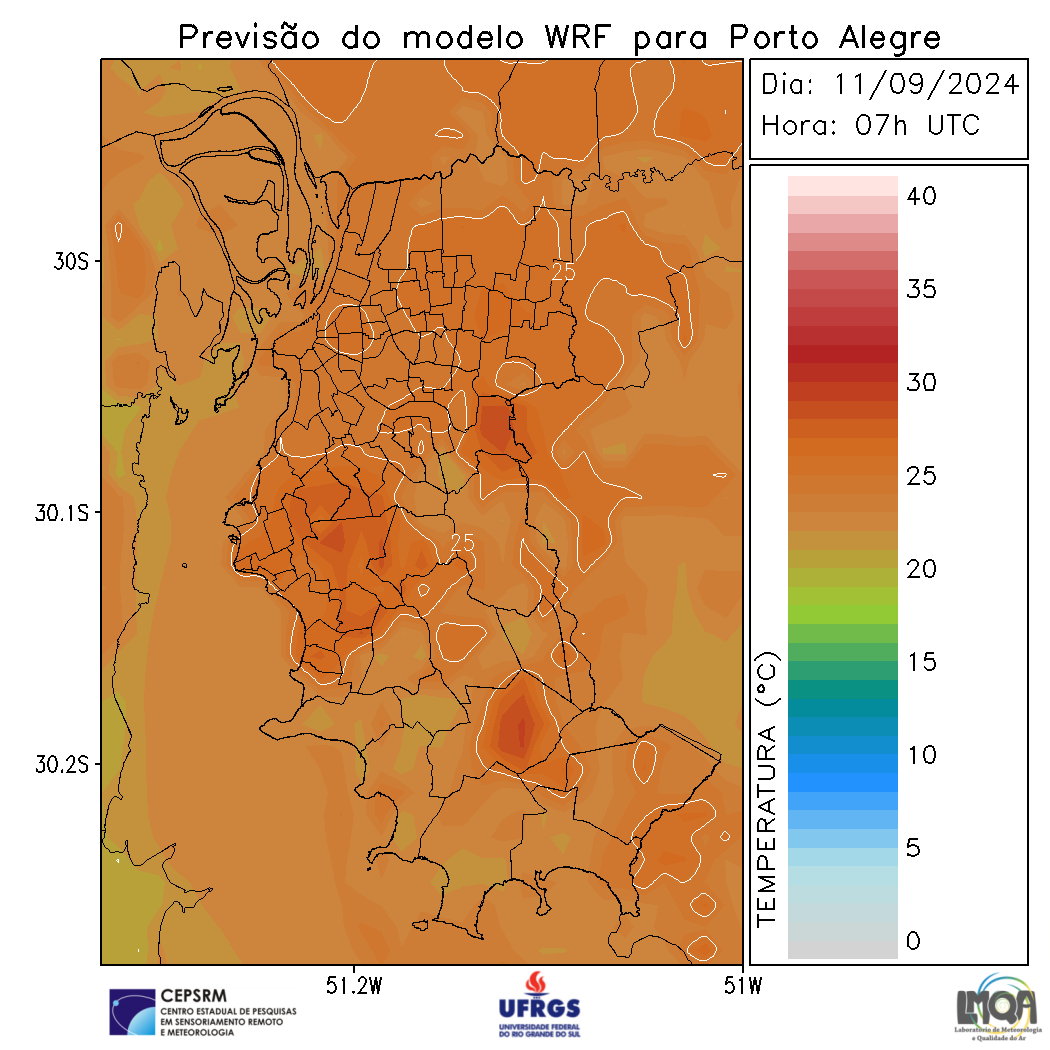 Previsão do modelo WRF para Porto Alegre
Dia: 11/09/2024
Hora: 07h UTC
40
35
30
25
20
15
10
5
0
TEMPERATURA (°C)
30S
30.1S
30.2S
51.2W
51W
25
25
CEPSRM
CENTRO ESTADUAL DE PESQUISAS
EM SENSORIAMENTO REMOTO
E METEOROLOGIA
UFRGS
UNIVERSIDADE FEDERAL
DO RIO GRANDE DO SUL
LMQA
Laboratório de Meteorologia
e Qualidade do Ar